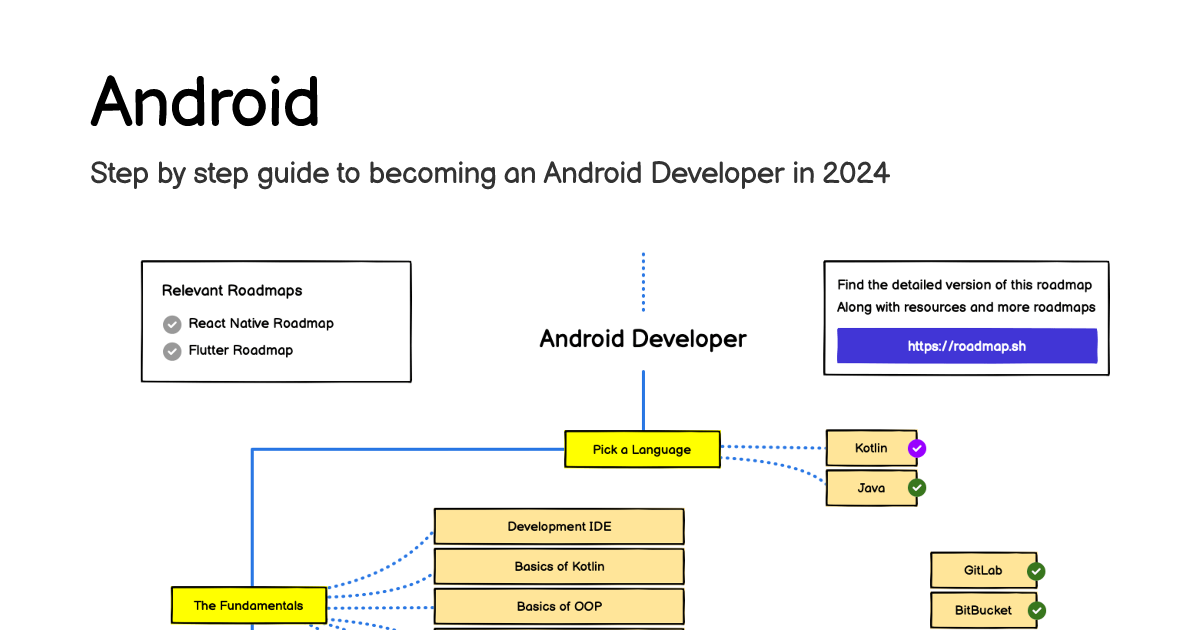 Android
Step by step guide to becoming an Android Developer in 2024
Relevant Roadmaps
React Native Roadmap
Flutter Roadmap
Android Developer
Find the detailed version of this roadmap
Along with resources and more roadmaps
https://roadmap.sh
Pick a Language
Kotlin
Java
Development IDE
Basics of Kotlin
Basics of OOP
The Fundamentals
GitLab
BitBucket